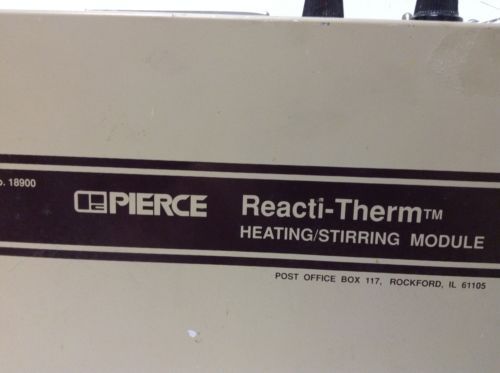 18900
PIERCE Reacti-Therm™
HEATING/STIRRING MODULE
POST OFFICE BOX 117, ROCKFORD, IL 61105